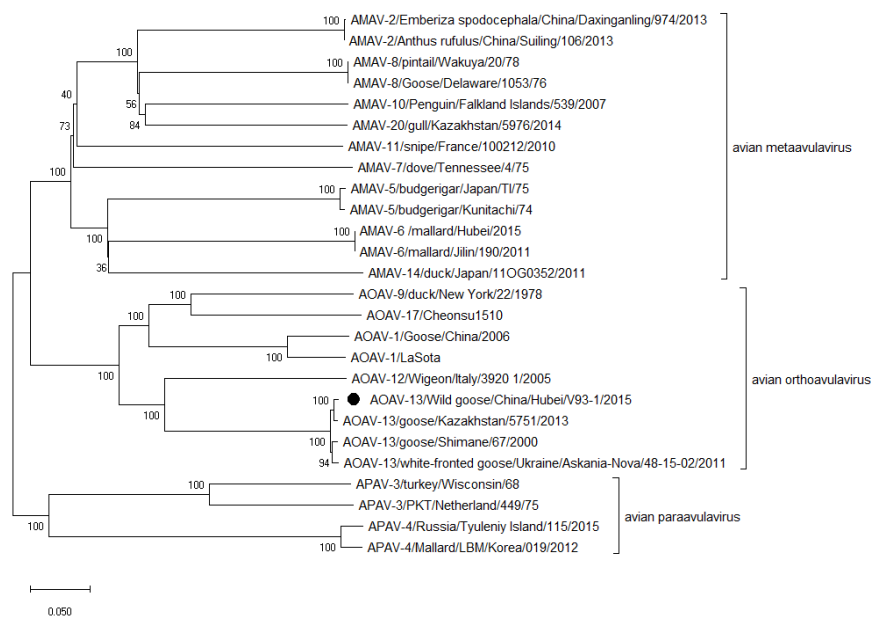 100
AMAV-2/Emberiza spodocephala/China/Daxinganling/974/2013
AMAV-2/Anthus rufulus/China/Suiling/106/2013
100
100
AMAV-8/pintail/Wakuya/20/78
AMAV-8/Goose/Delaware/1053/76
40
56
AMAV-10/Penguin/Falkland Islands/539/2007
84
AMAV-20/gull/Kazakhstan/5976/2014
73
AMAV-11/snipe/France/100212/2010
avian metaavulavirus
AMAV-7/dove/Tennessee/4/75
100
100
AMAV-5/budgerigar/Japan/TI/75
AMAV-5/budgerigar/Kunitachi/74
100
100
AMAV-6 /mallard/Hubei/2015
AMAV-6/mallard/Jilin/190/2011
36
AMAV-14/duck/Japan/11OG0352/2011
100
100
AOAV-9/duck/New York/22/1978
AOAV-17/Cheonsu1510
AOAV-1/Goose/China/2006
100
AOAV-1/LaSota
100
100
AOAV-12/Wigeon/Italy/3920 1/2005
avian orthoavulavirus
100
AOAV-13/Wild goose/China/Hubei/V93-1/2015
AOAV-13/goose/Kazakhstan/5751/2013
100
AOAV-13/goose/Shimane/67/2000
94
AOAV-13/white-fronted goose/Ukraine/Askania-Nova/48-15-02/2011
100
APAV-3/turkey/Wisconsin/68
APAV-3/PKT/Netherland/449/75
avian paraavulavirus
100
APAV-4/Russia/Tyuleniy Island/115/2015
100
APAV-4/Mallard/LBM/Korea/019/2012
0.050